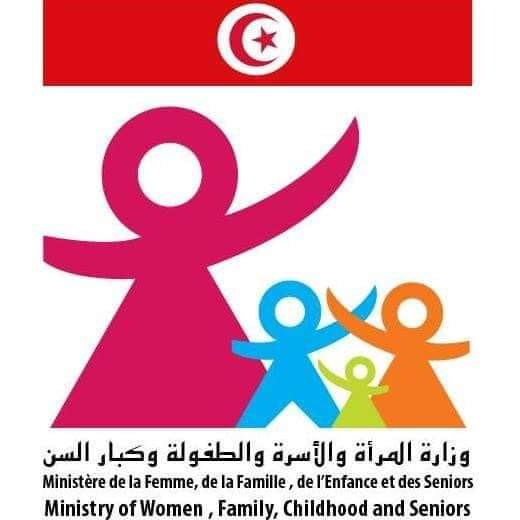 وزارة المرأة والأسرة والطفولة وكبار السن
Ministère de la Femme, de la Famille , de l'Enfance et des Seniors
Ministry of Women , Family, Childhood and Seniors